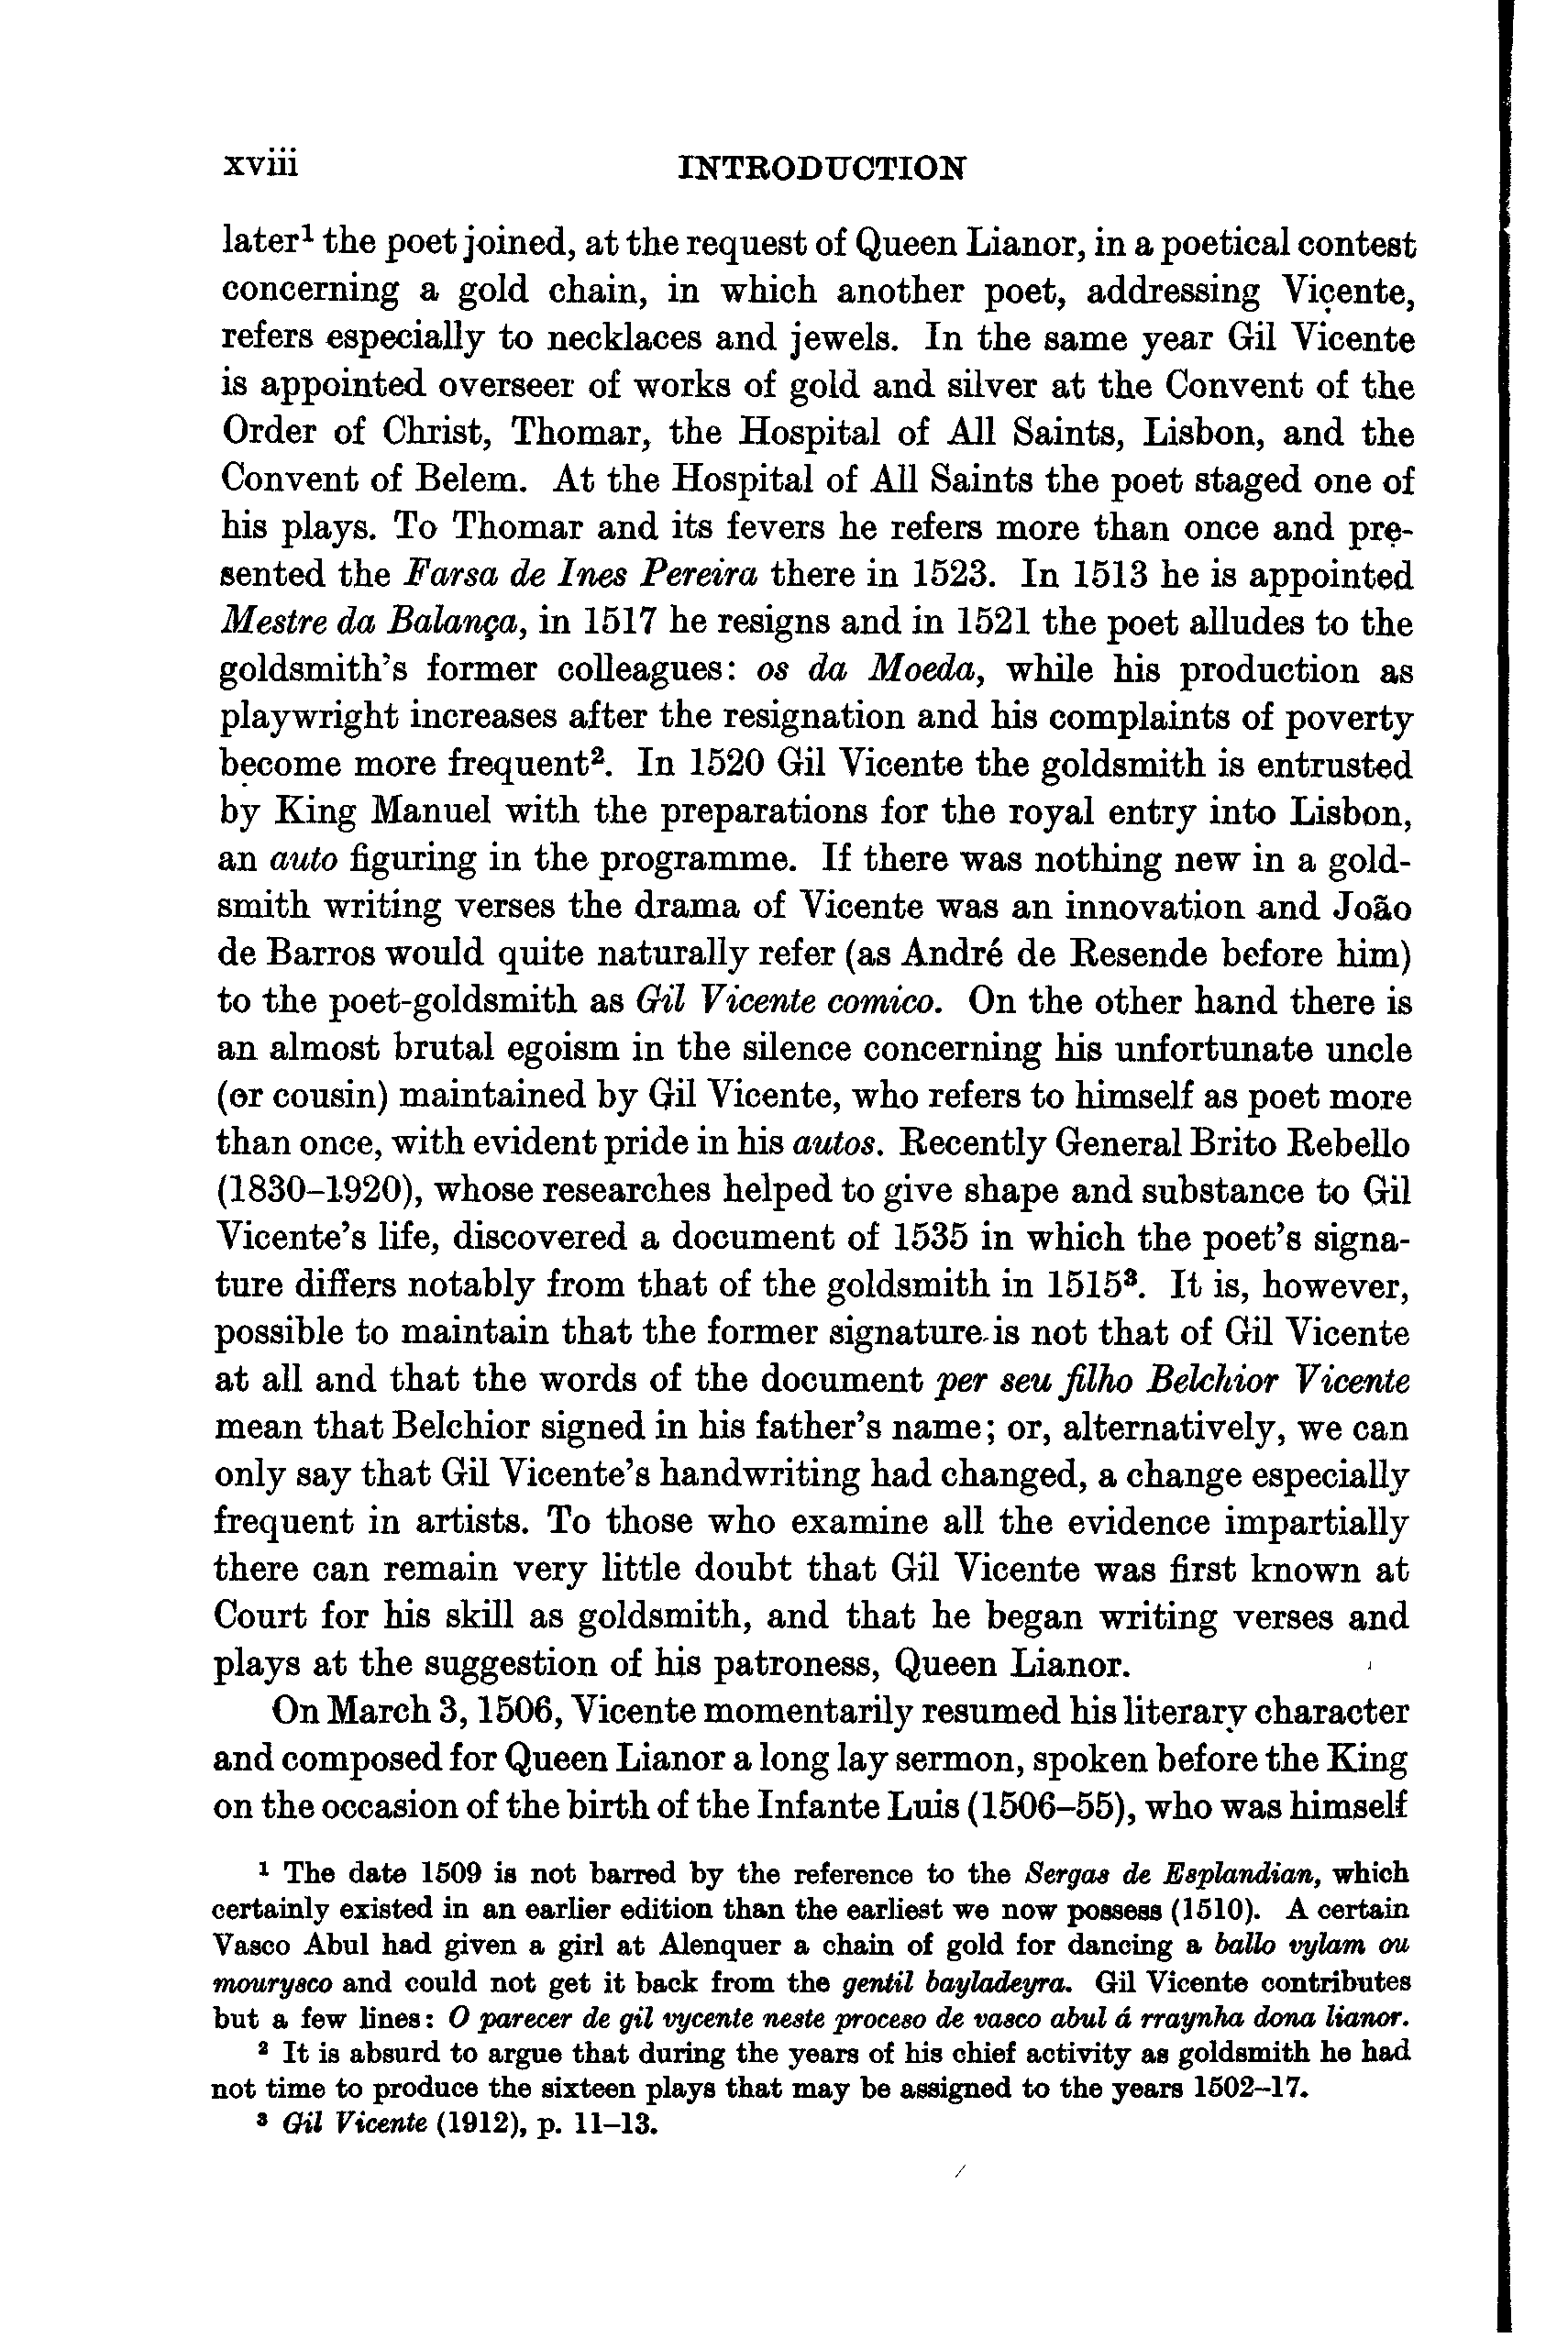 xviii INTRODUCTION
later¹ the poet joined, at the request of Queen Lianor, in a poetical contest
concerning a gold chain, in which another poet, addressing Vicente,
refers especially to necklaces and jewels. In the same year Gil Vicente
is appointed overseer of works of gold and silver at the Convent of the
Order of Christ, Thomar, the Hospital of All Saints, Lisbon, and the
Convent of Belem. At the Hospital of All Saints the poet staged one of
his plays. To Thomar and its fevers he refers more than once and pre-
sented the Farsa de Ines Pereira there in 1523. In 1513 he is appointed
Mestre da Balança, in 1517 he resigns and in 1521 the poet alludes to the
goldsmith's former colleagues: os da Moeda, while his production as
playwright increases after the resignation and his complaints of poverty
become more frequent². In 1520 Gil Vicente the goldsmith is entrusted
by King Manuel with the preparations for the royal entry into Lisbon,
an auto figuring in the programme. If there was nothing new in a gold-
smith writing verses the drama of Vicente was an innovation and João
de Barros would quite naturally refer (as André de Resende before him)
to the poet-goldsmith as Gil Vicente comico. On the other hand there is
an almost brutal egoism in the silence concerning his unfortunate uncle
(or cousin) maintained by Gil Vicente, who refers to himself as poet more
than once, with evident pride in his autos. Recently General Brito Rebello
(1830–1920), whose researches helped to give shape and substance to Gil
Vicente's life, discovered a document of 1535 in which the poet's signa-
ture differs notably from that of the goldsmith in 1515³. It is, however,
possible to maintain that the former signature is not that of Gil Vicente
at all and that the words of the document per seu filho Belchior Vicente
mean that Belchior signed in his father's name; or, alternatively, we can
only say that Gil Vicente's handwriting had changed, a change especially
frequent in artists. To those who examine all the evidence impartially
there can remain very little doubt that Gil Vicente was first known at
Court for his skill as goldsmith, and that he began writing verses and
plays at the suggestion of his patroness, Queen Lianor.
On March 3, 1506, Vicente momentarily resumed his literary character
and composed for Queen Lianor a long lay sermon, spoken before the King
on the occasion of the birth of the Infante Luis (1506–55), who was himself
¹ The date 1509 is not barred by the reference to the Sergas de Esplandian, which
certainly existed in an earlier edition than the earliest we now possess (1510). A certain
Vasco Abul had given a girl at Alenquer a chain of gold for dancing a ballo vylam ou
mourysco and could not get it back from the gentil bayladeyra. Gil Vicente contributes
but a few lines: O parecer de gil vycente neste proceso de vasco abul á rraynha dona lianor.
² It is absurd to argue that during the years of his chief activity as goldsmith he had
not time to produce the sixteen plays that may be assigned to the years 1502–17.
³ Gil Vicente (1912), p. 11–13.